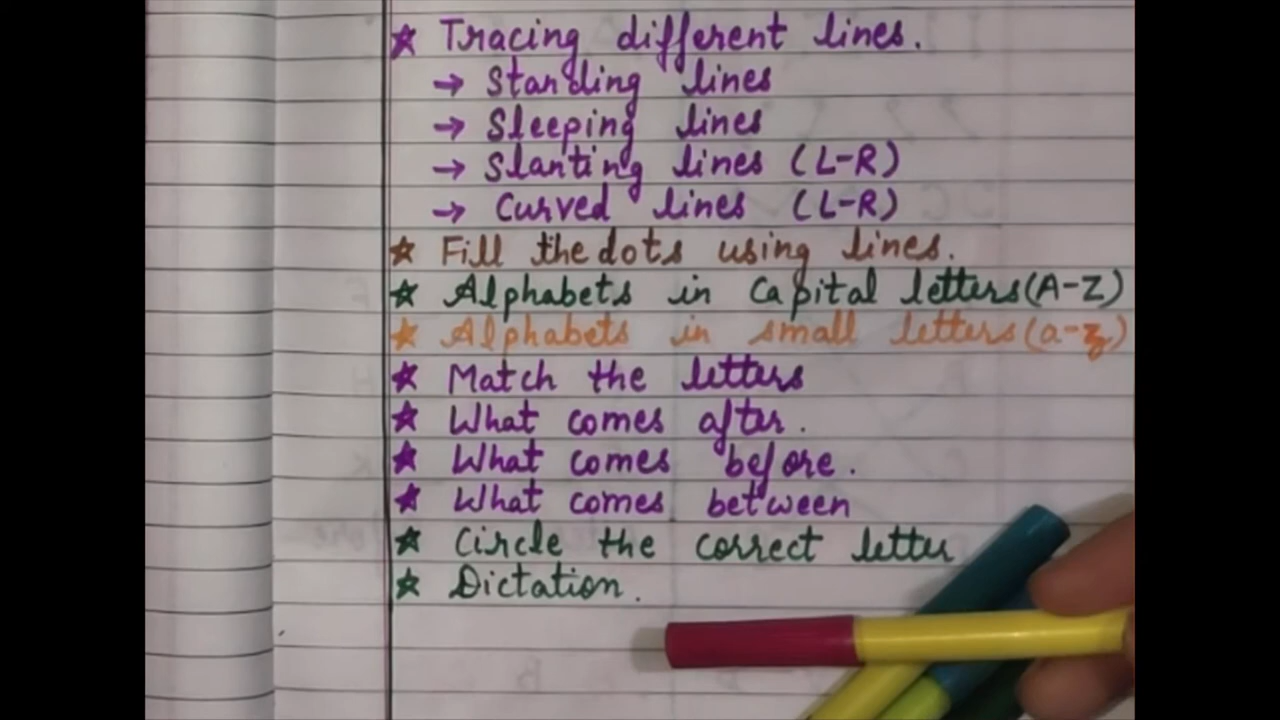 ☆ Tracing different lines.
→ Standing lines
→ Sleeping lines
→ Slanting lines (L-R)
→ Curved lines (L-R)
☆ Fill the dots using lines.
☆ Alphabets in Capital letters (A-Z)
☆ Alphabets in small letters (a-z)
☆ Match the letters
☆ What comes after.
☆ What comes before.
☆ What comes between
☆ Circle the correct letter
☆ Dictation.